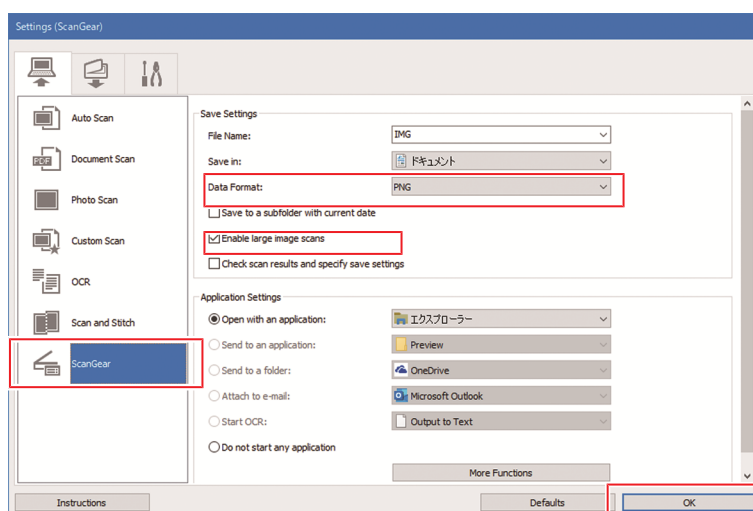 Settings (ScanGear)
Auto Scan
PDF
Document Scan
Photo Scan
Custom Scan
OCR
Scan and Stitch
ScanGear
Save Settings
File Name: IMG
Save in: ドキュメント
Data Format: PNG
Save to a subfolder with current date
Enable large image scans
Check scan results and specify save settings
Application Settings
Open with an application: エクスプローラー
Send to an application: Preview
Send to a folder: OneDrive
Attach to e-mail: Microsoft Outlook
Start OCR: Output to Text
Do not start any application
More Functions
Instructions Defaults OK